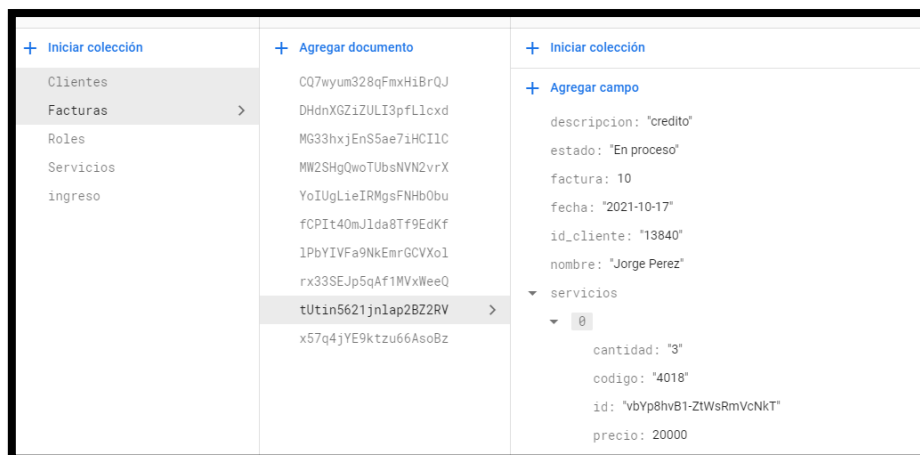 Iniciar colección
Clientes
Facturas
Roles
Servicios
ingreso
Agregar documento
CQ7wyum328qFmxHiBrQJ
DHdnXGZiZULI3pfLlcxd
MG33hxjEnS5ae7iHCIlC
MW2SHgQwoTUbsNVN2vrX
YoIUgLieIRMgsFNHbObu
fCPIt4OmJlda8Tf9EdKf
lPbYIVFa9NkEmrGCVXol
rx33SEJp5qAf1MVxWeeQ
tUtin5621jnlap2BZ2RV
x57q4jYE9ktzu66AsoBz
Iniciar colección
Agregar campo
descripcion: "credito"
estado: "En proceso"
factura: 10
fecha: "2021-10-17"
id_cliente: "13840"
nombre: "Jorge Perez"
servicios
0
cantidad: "3"
codigo: "4018"
id: "vbYp8hvB1-ZtWsRmVcNkT"
precio: 20000